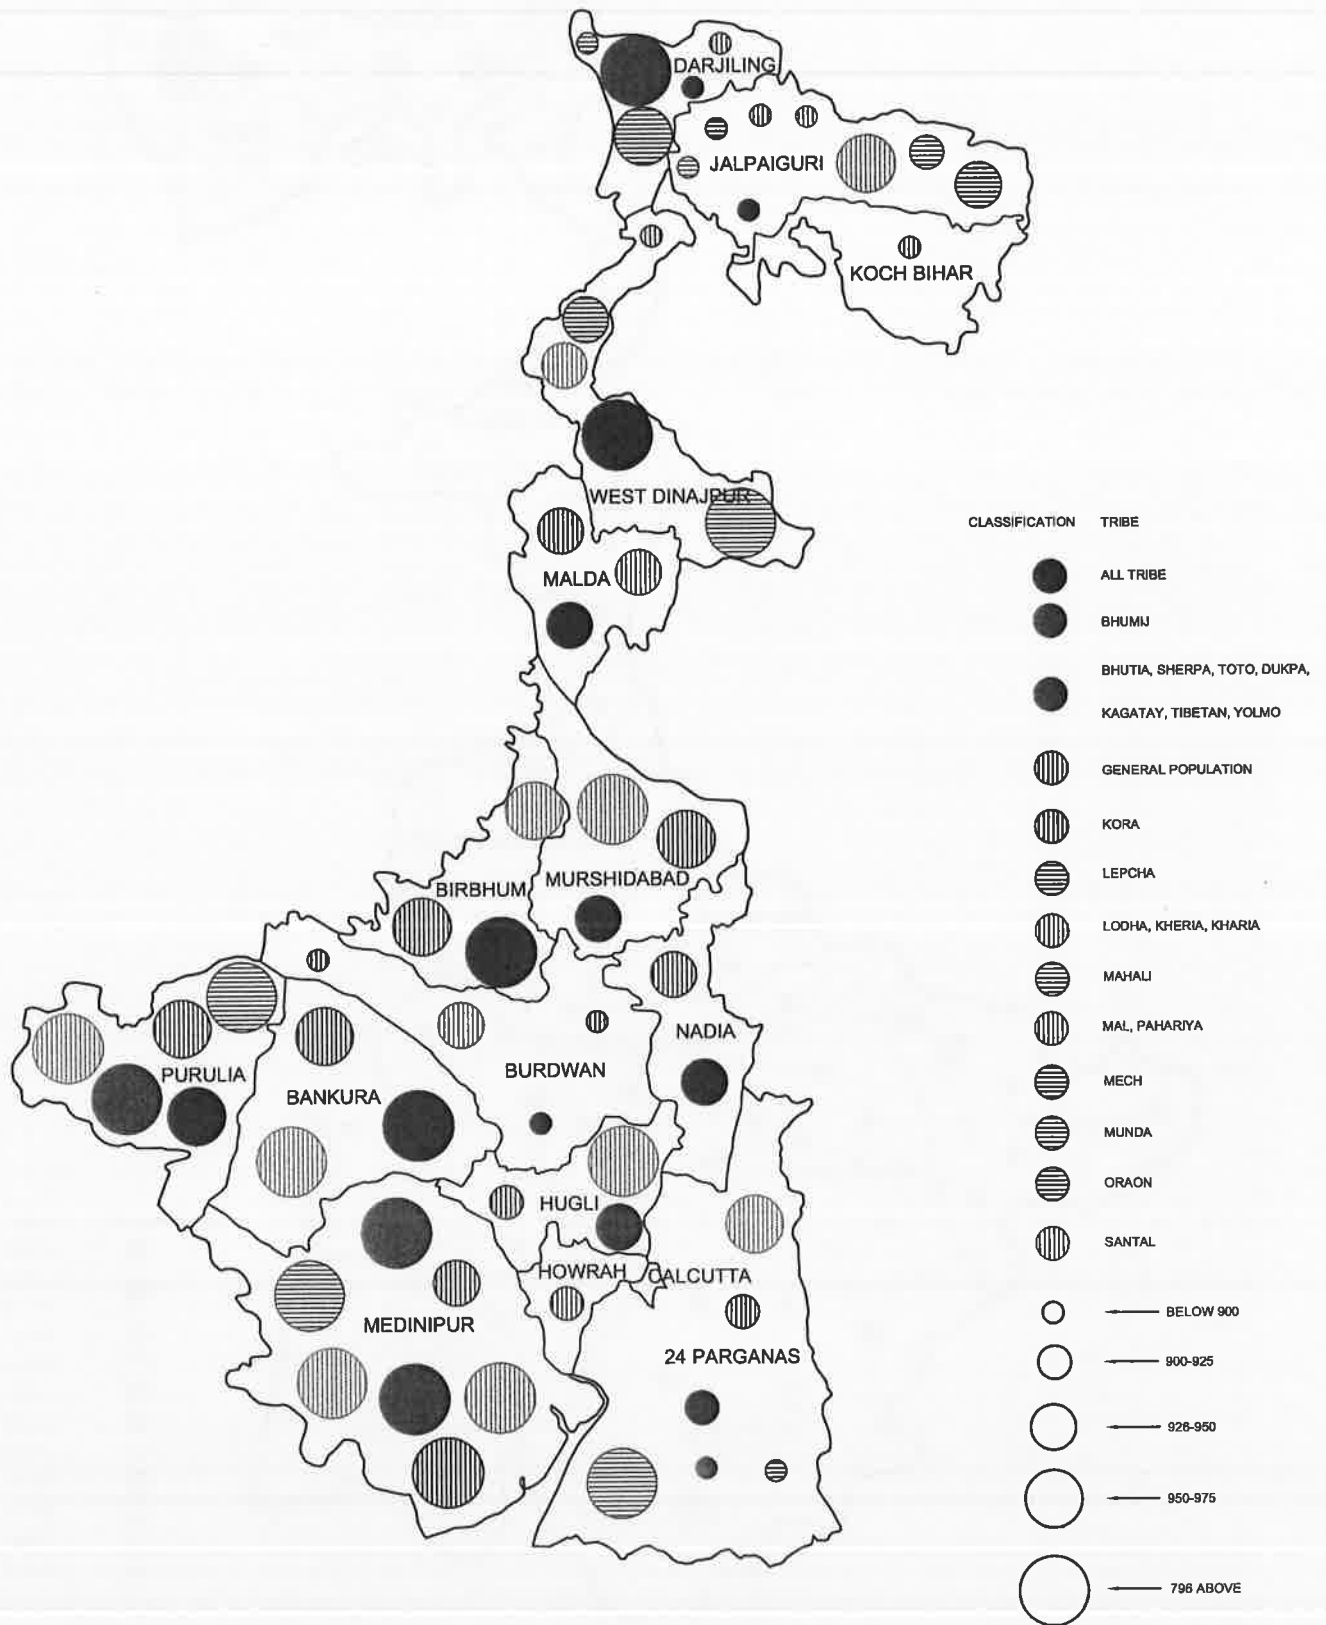 DARJILING
JALPAIGURI
KOCH BIHAR
WEST DINAJPUR
MALDA
BIRBHUM
MURSHIDABAD
NADIA
BURDWAN
PURULIA
BANKURA
HUGLI
HOWRAH
CALCUTTA
MEDINIPUR
24 PARGANAS
CLASSIFICATION TRIBE
ALL TRIBE
BHUMIJ
BHUTIA, SHERPA, TOTO, DUKPA,
KAGATAY, TIBETAN, YOLMO
GENERAL POPULATION
KORA
LEPCHA
LODHA, KHERIA, KHARIA
MAHALI
MAL, PAHARIYA
MECH
MUNDA
ORAON
SANTAL
BELOW 900
900-925
926-950
950-975
796 ABOVE